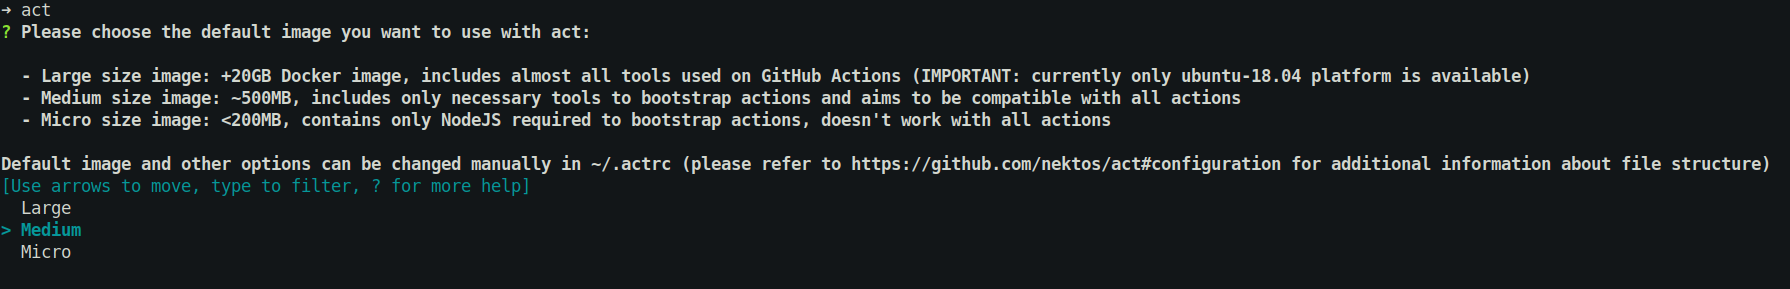 → act
? Please choose the default image you want to use with act:
- Large size image: +20GB Docker image, includes almost all tools used on GitHub Actions (IMPORTANT: currently only ubuntu-18.04 platform is available)
- Medium size image: ~500MB, includes only necessary tools to bootstrap actions and aims to be compatible with all actions
- Micro size image: <200MB, contains only NodeJS required to bootstrap actions, doesn't work with all actions
Default image and other options can be changed manually in ~/.actrc (please refer to https://github.com/nektos/act#configuration for additional information about file structure)
[Use arrows to move, type to filter, ? for more help]
Large
> Medium
Micro